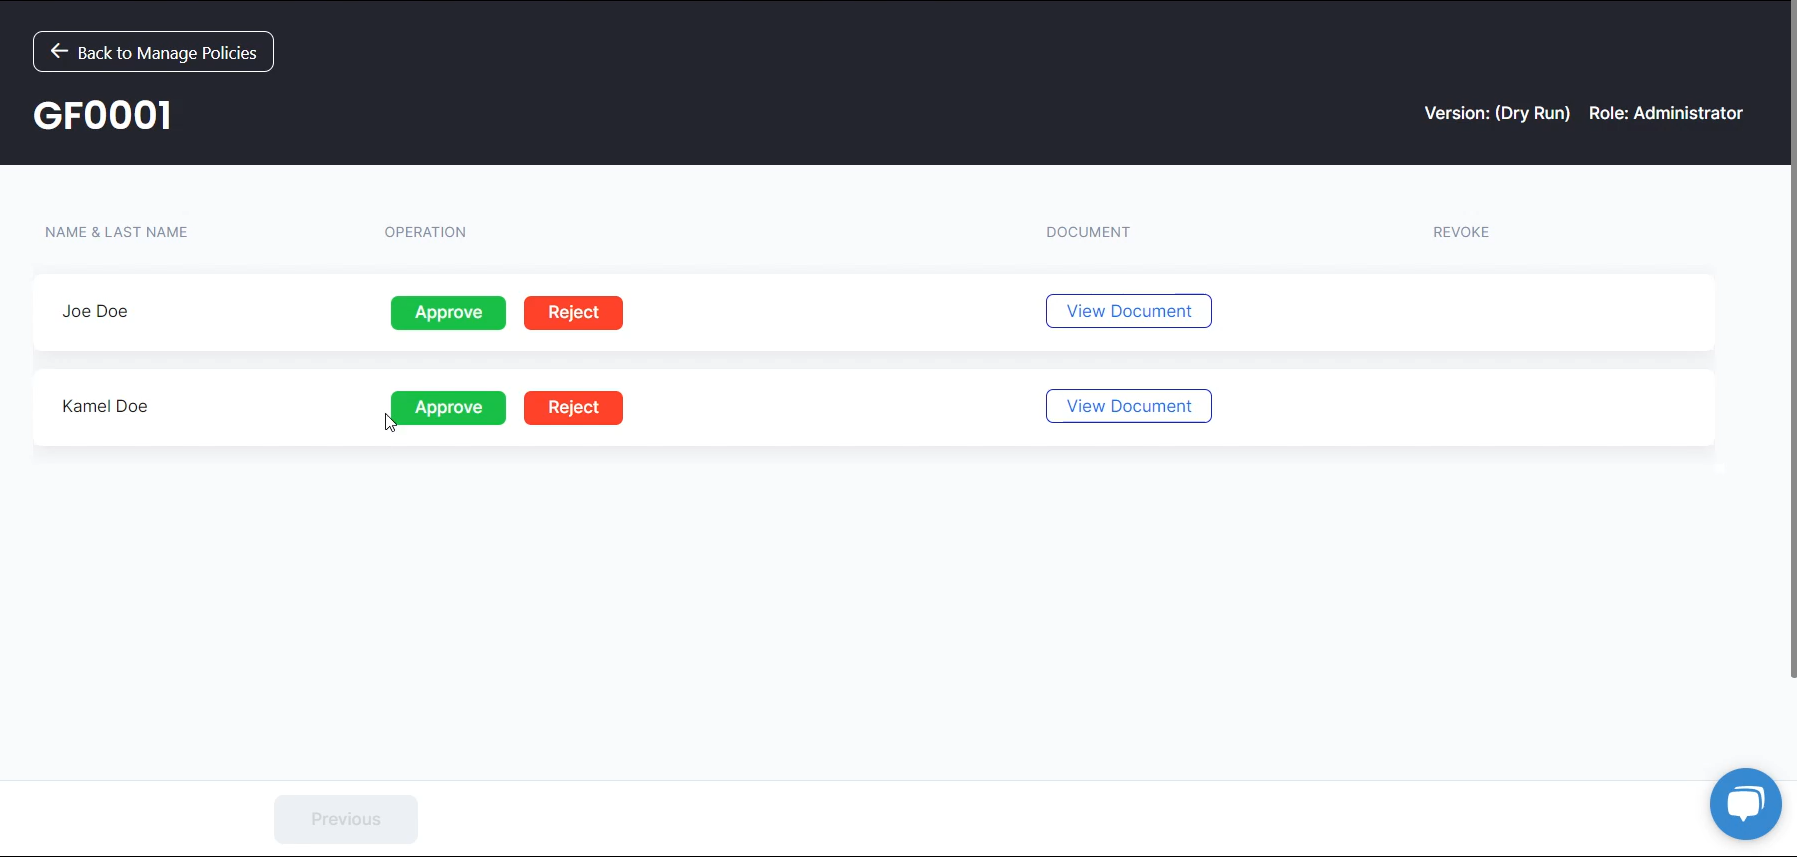 Back to Manage Policies
GF0001
Version: (Dry Run) Role: Administrator
NAME & LAST NAME OPERATION DOCUMENT REVOKE
Joe Doe Approve Reject View Document
Kamel Doe Approve Reject View Document
Previous